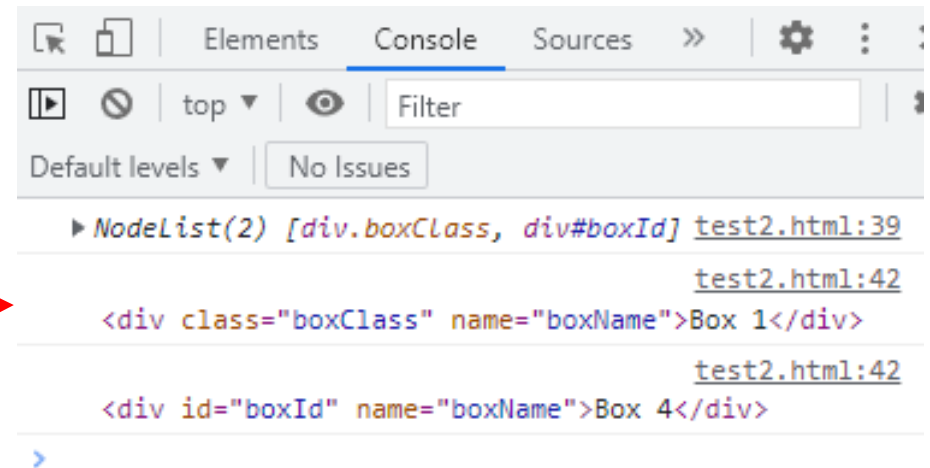 Elements Console Sources »
top ▼ Filter
Default levels ▼ No Issues
▶ NodeList(2) [div.boxClass, div#boxId] test2.html:39
test2.html:42
<div class="boxClass" name="boxName">Box 1</div>
test2.html:42
<div id="boxId" name="boxName">Box 4</div>
>